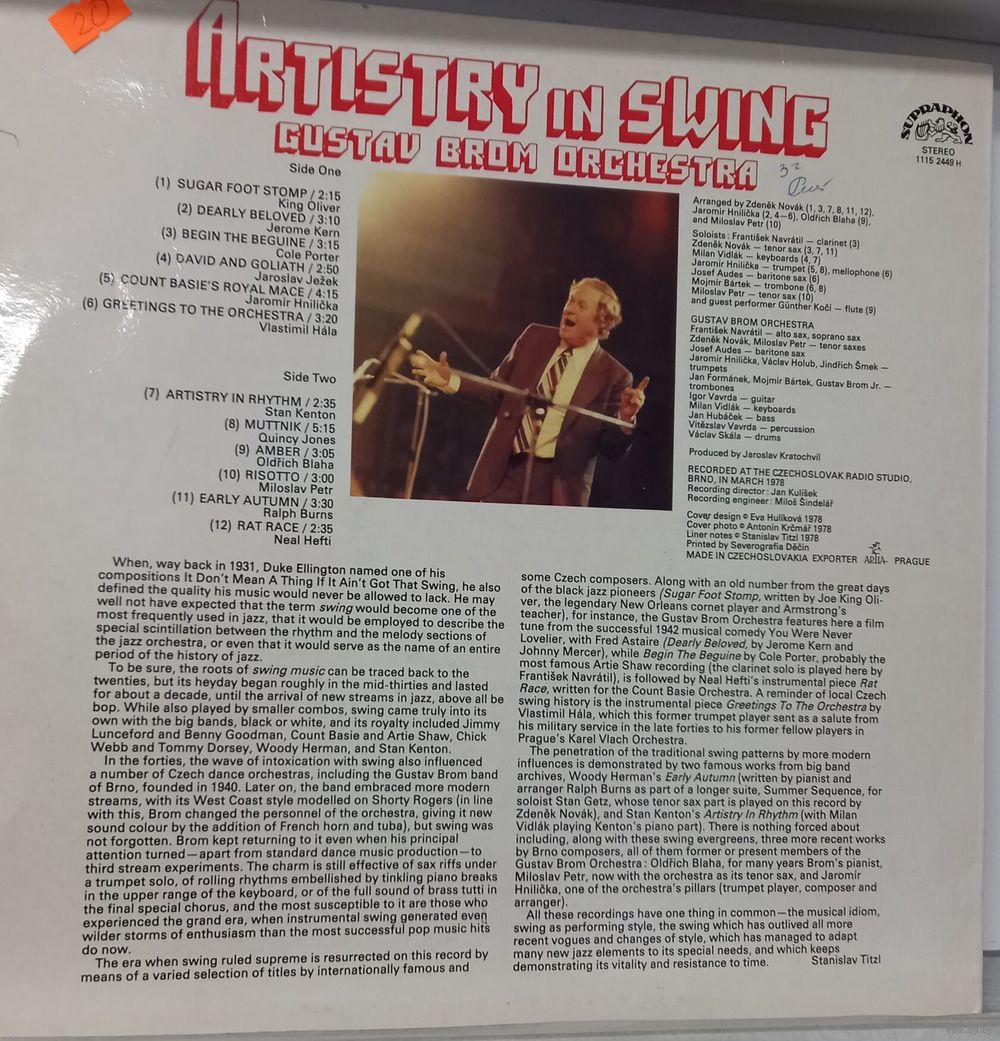 20
ARTISTRY IN SWING
GUSTAV BROM ORCHESTRA
SUPRAPHON
STEREO
1115 2449 H
Side One
(1) SUGAR FOOT STOMP / 2:15
King Oliver
(2) DEARLY BELOVED / 3:10
Jerome Kern
(3) BEGIN THE BEGUINE / 3:15
Cole Porter
(4) DAVID AND GOLIATH / 2:50
Jaroslav Ježek
(5) COUNT BASIE'S ROYAL MACE / 4:15
Jaromír Hnilička
(6) GREETINGS TO THE ORCHESTRA / 3:20
Vlastimil Hála
Side Two
(7) ARTISTRY IN RHYTHM / 2:35
Stan Kenton
(8) MUTTNIK / 5:15
Quincy Jones
(9) AMBER / 3:05
Oldřich Blaha
(10) RISOTTO / 3:00
Miloslav Petr
(11) EARLY AUTUMN / 3:30
Ralph Burns
(12) RAT RACE / 2:35
Neal Hefti
Arranged by Zdeněk Novák (1, 3, 7, 8, 11, 12),
Jaromír Hnilička (2, 4—6), Oldřich Blaha (9),
and Miloslav Petr (10)
Soloists: František Navrátil — clarinet (3)
Zdeněk Novák — tenor sax (3, 7, 11)
Milan Vidlák — keyboards (4, 7)
Jaromír Hnilička — trumpet (5, 8), mellophone (6)
Josef Audes — baritone sax (6)
Mojmír Bártek — trombone (6, 8)
Miloslav Petr — tenor sax (10)
and guest performer Günther Kočí — flute (9)
GUSTAV BROM ORCHESTRA
František Navrátil — alto sax, soprano sax
Zdeněk Novák, Miloslav Petr — tenor saxes
Josef Audes — baritone sax
Jaromír Hnilička, Václav Holub, Jindřich Šmek —
trumpets
Jan Formánek, Mojmír Bártek, Gustav Brom Jr. —
trombones
Igor Vavrda — guitar
Milan Vidlák — keyboards
Jan Hubáček — bass
Vítězslav Vavrda — percussion
Václav Skála — drums
Produced by Jaroslav Kratochvíl
RECORDED AT THE CZECHOSLOVAK RADIO STUDIO,
BRNO, IN MARCH 1978
Recording director: Jan Kulíšek
Recording engineer: Miloš Šindelář
Cover design © Eva Hulíková 1978
Cover photo © Antonín Krčmář 1978
Liner notes © Stanislav Titzl 1978
Printed by Severografia Děčín
MADE IN CZECHOSLOVAKIA EXPORTER ARTIA PRAGUE
When, way back in 1931, Duke Ellington named one of his
compositions It Don't Mean A Thing If It Ain't Got That Swing, he also
defined the quality his music would never be allowed to lack. He may
well not have expected that the term swing would become one of the
most frequently used in jazz, that it would be employed to describe the
special scintillation between the rhythm and the melody sections of
the jazz orchestra, or even that it would serve as the name of an entire
period of the history of jazz.
To be sure, the roots of swing music can be traced back to the
twenties, but its heyday began roughly in the mid-thirties and lasted
for about a decade, until the arrival of new streams in jazz, above all be
bop. While also played by smaller combos, swing came truly into its
own with the big bands, black or white, and its royalty included Jimmy
Lunceford and Benny Goodman, Count Basie and Artie Shaw, Chick
Webb and Tommy Dorsey, Woody Herman, and Stan Kenton.
In the forties, the wave of intoxication with swing also influenced
a number of Czech dance orchestras, including the Gustav Brom band
of Brno, founded in 1940. Later on, the band embraced more modern
streams, with its West Coast style modelled on Shorty Rogers (in line
with this, Brom changed the personnel of the orchestra, giving it new
sound colour by the addition of French horn and tuba), but swing was
not forgotten. Brom kept returning to it even when his principal
attention turned—apart from standard dance music production—to
third stream experiments. The charm is still effective of sax riffs under
a trumpet solo, of rolling rhythms embellished by tinkling piano breaks
in the upper range of the keyboard, or of the full sound of brass tutti in
the final special chorus, and the most susceptible to it are those who
experienced the grand era, when instrumental swing generated even
wilder storms of enthusiasm than the most successful pop music hits
do now.
The era when swing ruled supreme is resurrected on this record by
means of a varied selection of titles by internationally famous and
some Czech composers. Along with an old number from the great days
of the black jazz pioneers (Sugar Foot Stomp, written by Joe King Oli-
ver, the legendary New Orleans cornet player and Armstrong's
teacher), for instance, the Gustav Brom Orchestra features here a film
tune from the successful 1942 musical comedy You Were Never
Lovelier, with Fred Astaire (Dearly Beloved, by Jerome Kern and
Johnny Mercer), while Begin The Beguine by Cole Porter, probably the
most famous Artie Shaw recording (the clarinet solo is played here by
František Navrátil), is followed by Neal Hefti's instrumental piece Rat
Race, written for the Count Basie Orchestra. A reminder of local Czech
swing history is the instrumental piece Greetings To The Orchestra by
Vlastimil Hála, which this former trumpet player sent as a salute from
his military service in the late forties to his former fellow players in
Prague's Karel Vlach Orchestra.
The penetration of the traditional swing patterns by more modern
influences is demonstrated by two famous works from big band
archives, Woody Herman's Early Autumn (written by pianist and
arranger Ralph Burns as part of a longer suite, Summer Sequence, for
soloist Stan Getz, whose tenor sax part is played on this record by
Zdeněk Novák), and Stan Kenton's Artistry In Rhythm (with Milan
Vidlák playing Kenton's piano part). There is nothing forced about
including, along with these swing evergreens, three more recent works
by Brno composers, all of them former or present members of the
Gustav Brom Orchestra: Oldřich Blaha, for many years Brom's pianist,
Miloslav Petr, now with the orchestra as its tenor sax, and Jaromír
Hnilička, one of the orchestra's pillars (trumpet player, composer and
arranger).
All these recordings have one thing in common—the musical idiom,
swing as performing style, the swing which has outlived all more
recent vogues and changes of style, which has managed to adapt
many new jazz elements to its special needs, and which keeps
demonstrating its vitality and resistance to time. Stanislav Titzl
www.ay.by